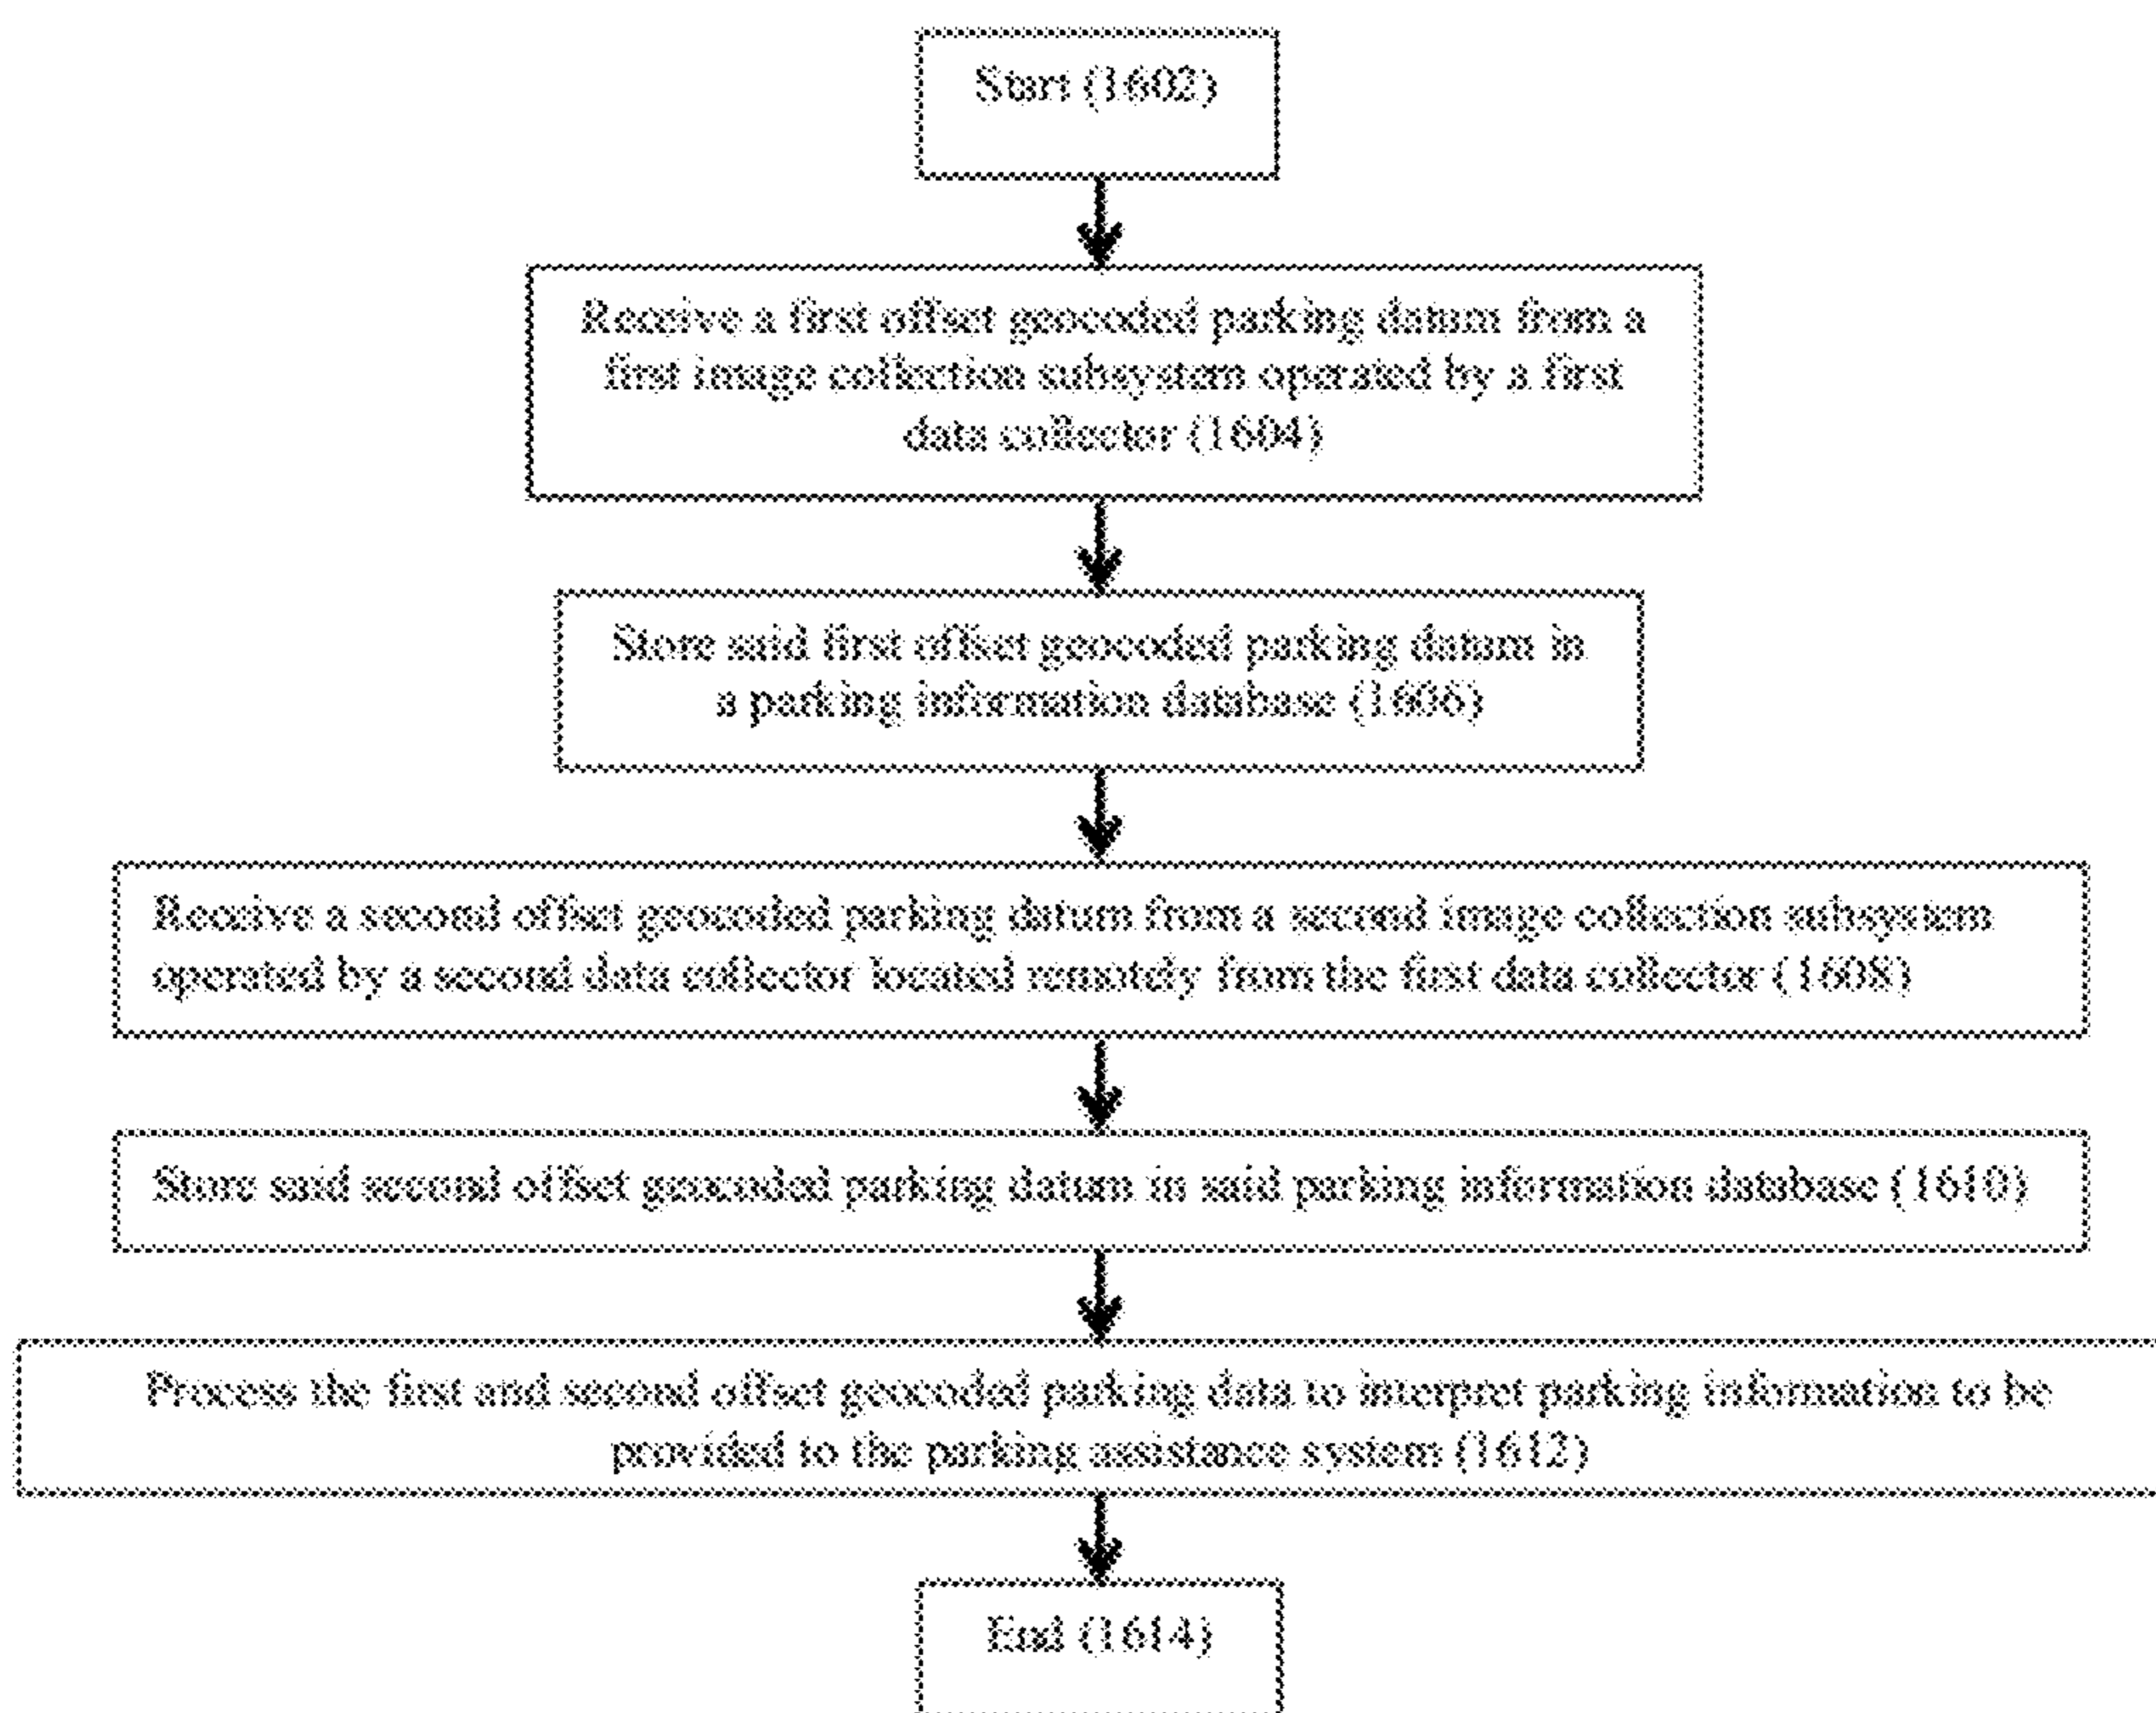 Start (1602)
Receive a first offset geocoded parking datum from a
first image collection subsystem operated by a first
data collector (1604)
Store said first offset geocoded parking datum in
a parking information database (1606)
Receive a second offset geocoded parking datum from a second image collection subsystem
operated by a second data collector located remotely from the first data collector (1608)
Store said second offset geocoded parking datum in said parking information database (1610)
Process the first and second offset geocoded parking data to interpret parking information to be
provided to the parking assistance system (1612)
End (1614)